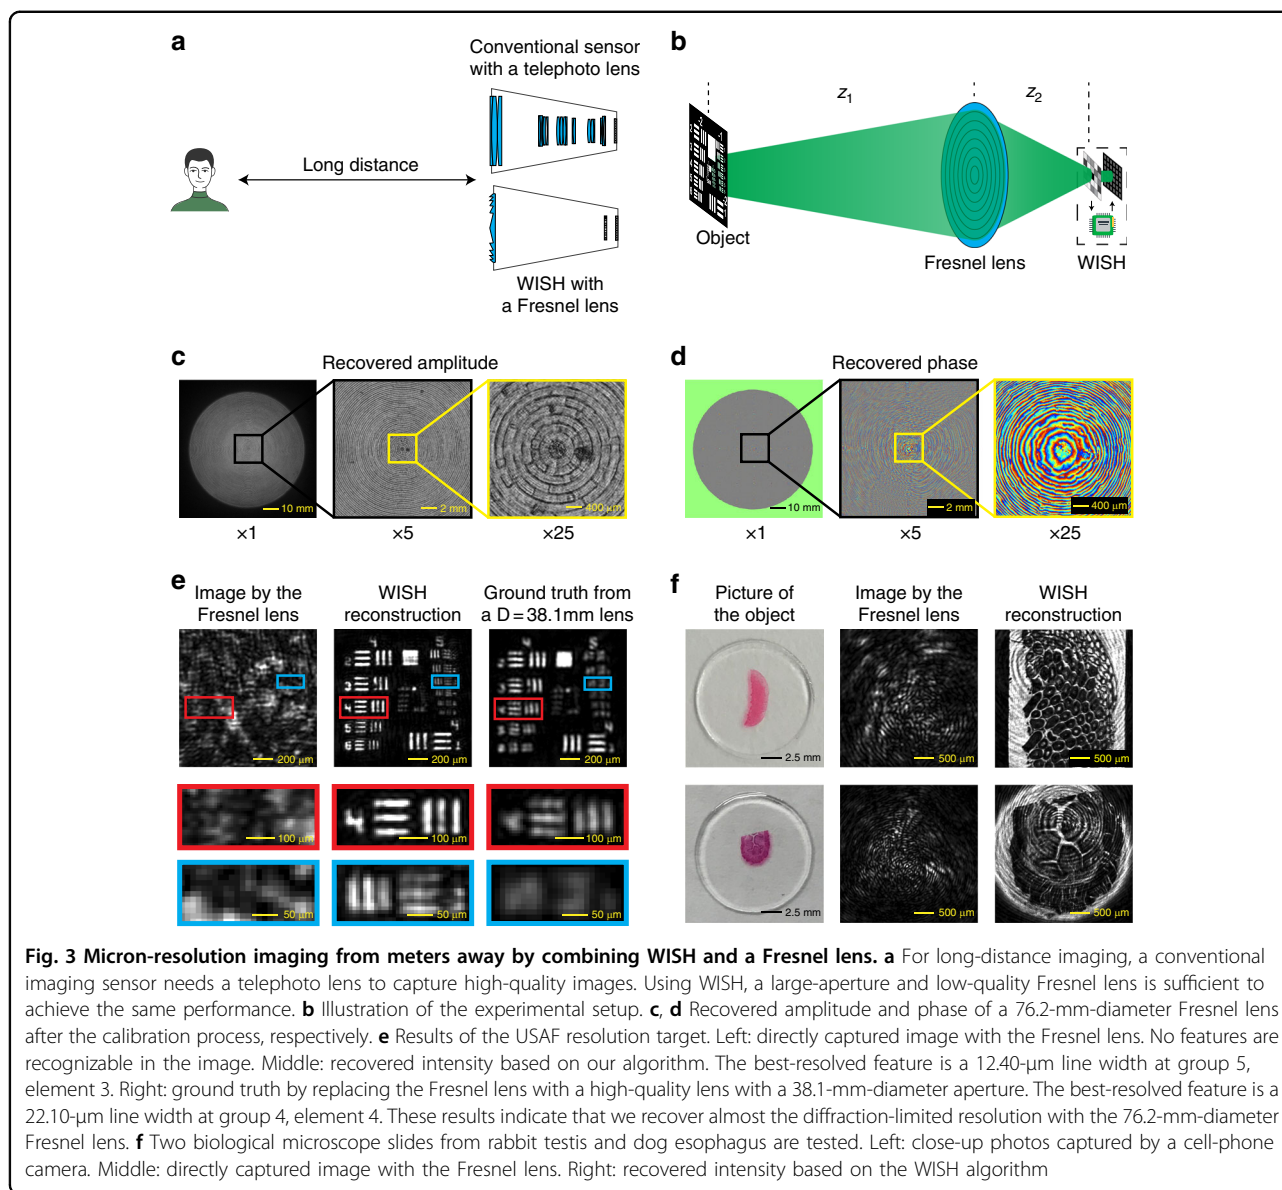 a
Conventional sensor
with a telephoto lens
Long distance
WISH with
a Fresnel lens
b
z1
z2
Object
Fresnel lens
WISH
c
Recovered amplitude
10 mm
2 mm
400 μm
×1
×5
×25
d
Recovered phase
10 mm
2 mm
400 μm
×1
×5
×25
e
Image by the
Fresnel lens
WISH
reconstruction
Ground truth from
a D = 38.1mm lens
200 μm
200 μm
200 μm
100 μm
100 μm
100 μm
50 μm
50 μm
50 μm
f
Picture of
the object
Image by the
Fresnel lens
WISH
reconstruction
2.5 mm
500 μm
500 μm
2.5 mm
500 μm
500 μm
Fig. 3 Micron-resolution imaging from meters away by combining WISH and a Fresnel lens. a For long-distance imaging, a conventional
imaging sensor needs a telephoto lens to capture high-quality images. Using WISH, a large-aperture and low-quality Fresnel lens is sufficient to
achieve the same performance. b Illustration of the experimental setup. c, d Recovered amplitude and phase of a 76.2-mm-diameter Fresnel lens
after the calibration process, respectively. e Results of the USAF resolution target. Left: directly captured image with the Fresnel lens. No features are
recognizable in the image. Middle: recovered intensity based on our algorithm. The best-resolved feature is a 12.40-μm line width at group 5,
element 3. Right: ground truth by replacing the Fresnel lens with a high-quality lens with a 38.1-mm-diameter aperture. The best-resolved feature is a
22.10-μm line width at group 4, element 4. These results indicate that we recover almost the diffraction-limited resolution with the 76.2-mm-diameter
Fresnel lens. f Two biological microscope slides from rabbit testis and dog esophagus are tested. Left: close-up photos captured by a cell-phone
camera. Middle: directly captured image with the Fresnel lens. Right: recovered intensity based on the WISH algorithm